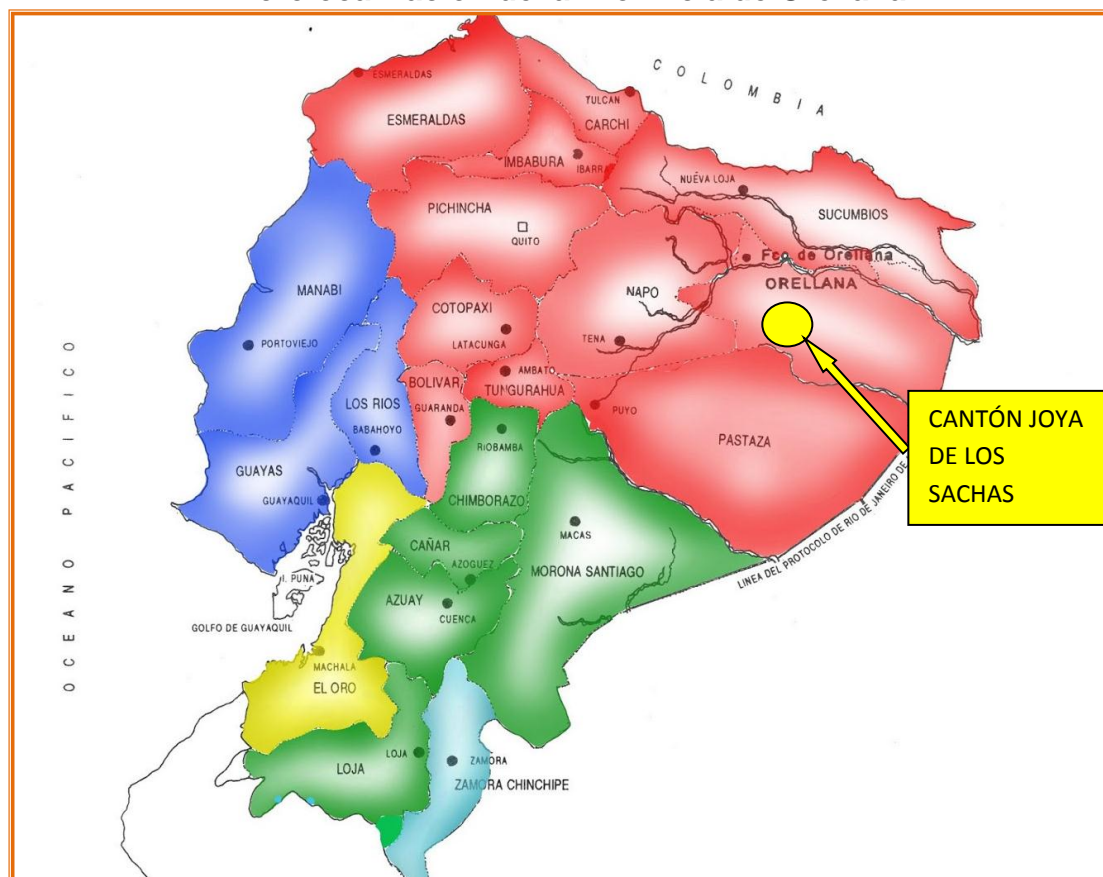 COLOMBIA
ESMERALDAS
ESMERALDAS
TULCAN
CARCHI
IMBABURA
IBARRA
NUÉVA LOJA
SUCUMBIOS
PICHINCHA
QUITO
Fco de Orellana
ORELLANA
MANABI
NAPO
COTOPAXI
LATACUNGA
TENA
PORTOVIEJO
AMBATO
BOLIVAR
TUNGURAHUA
LOS RIOS
GUARANDA
PUYO
BABAHOYO
RIOBAMBA
PASTAZA
CANTÓN JOYA
DE LOS
SACHAS
GUAYAS
GUAYAQUIL
CHIMBORAZO
MACAS
CAÑAR
AZOGUEZ
MORONA SANTIAGO
LINEA DEL PROTOCOLO DE RIO DE JANEIRO DE
I. PUNA
AZUAY
CUENCA
GOLFO DE GUAYAQUIL
OCEANO PACIFICO
MACHALA
EL ORO
LOJA
LOJA
ZAMORA
ZAMORA CHINCHIPE